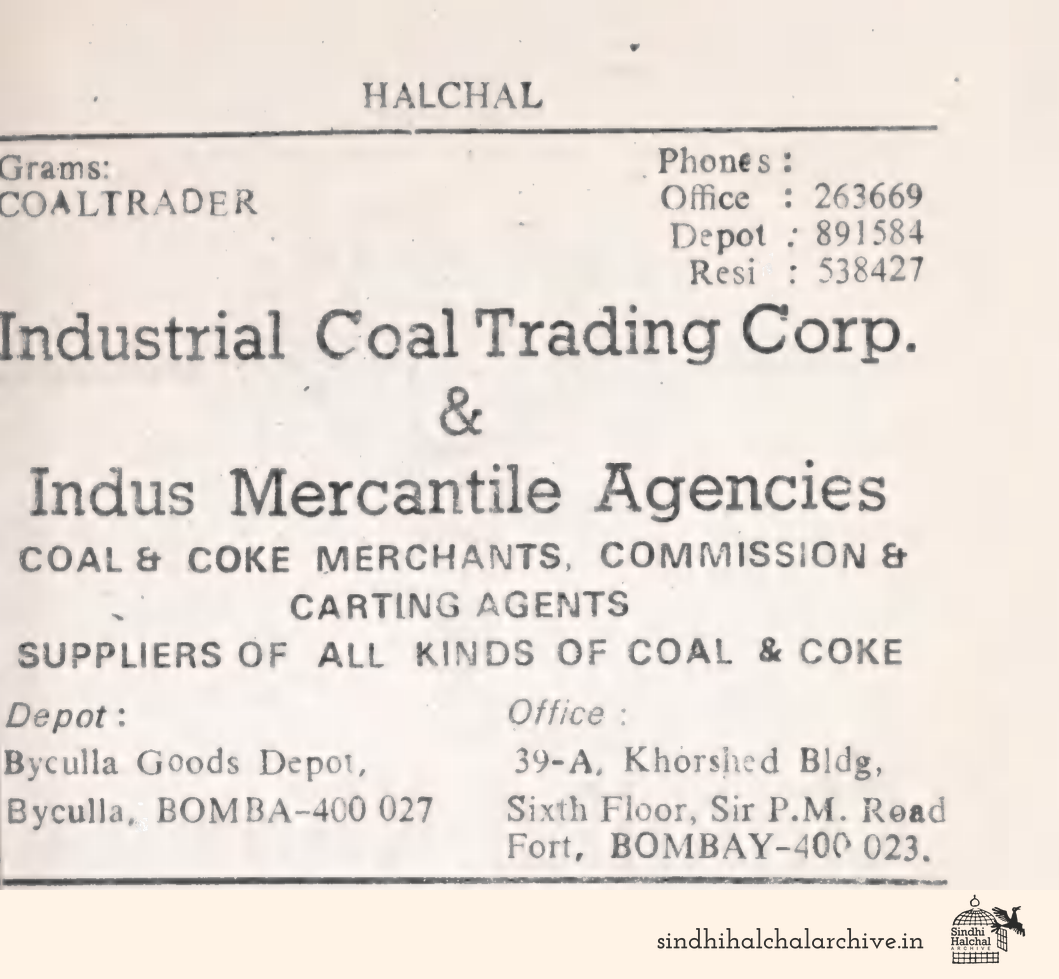 HALCHAL
Grams:
COALTRADER
Phones :
Office : 263669
Depot : 891584
Resi : 538427
Industrial Coal Trading Corp.
&
Indus Mercantile Agencies
COAL & COKE MERCHANTS, COMMISSION &
CARTING AGENTS
SUPPLIERS OF ALL KINDS OF COAL & COKE
Depot :
Byculla Goods Depot,
Byculla, BOMBA-400 027
Office :
39-A, Khorshed Bldg,
Sixth Floor, Sir P.M. Road
Fort, BOMBAY-400 023.
sindhihalchalarchive.in
Sindhi
Halchal
ARCHIVE